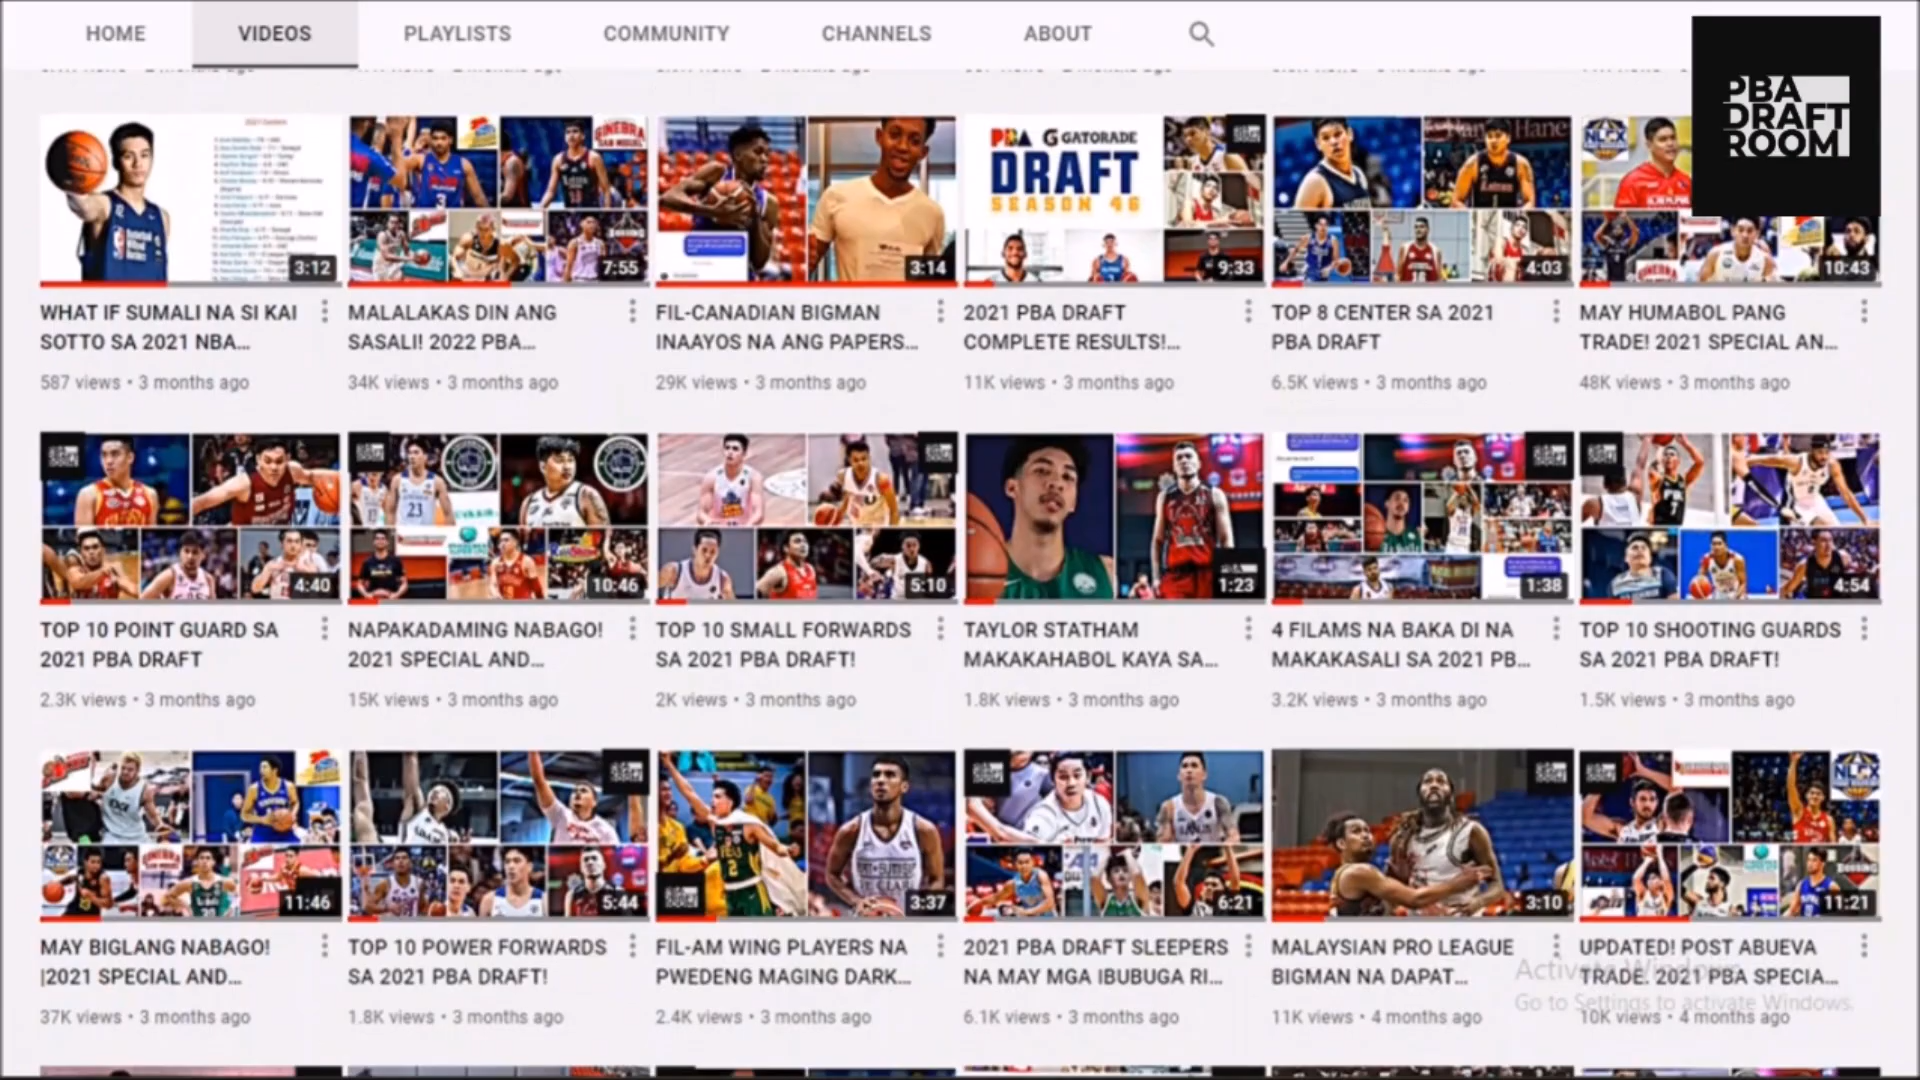 HOME VIDEOS PLAYLISTS COMMUNITY CHANNELS ABOUT
PBA
DRAFT
ROOM
PBA GATORADE
DRAFT
SEASON 46
3:12 7:55 3:14 9:33 4:03 10:43
WHAT IF SUMALI NA SI KAI
SOTTO SA 2021 NBA...
587 views • 3 months ago
MALALAKAS DIN ANG
SASALI! 2022 PBA...
34K views • 3 months ago
FIL-CANADIAN BIGMAN
INAAYOS NA ANG PAPERS...
29K views • 3 months ago
2021 PBA DRAFT
COMPLETE RESULTS!...
11K views • 3 months ago
TOP 8 CENTER SA 2021
PBA DRAFT
6.5K views • 3 months ago
MAY HUMABOL PANG
TRADE! 2021 SPECIAL AN...
48K views • 3 months ago
4:40 10:46 5:10 1:23 1:38 4:54
TOP 10 POINT GUARD SA
2021 PBA DRAFT
2.3K views • 3 months ago
NAPAKADAMING NABAGO!
2021 SPECIAL AND...
15K views • 3 months ago
TOP 10 SMALL FORWARDS
SA 2021 PBA DRAFT!
2K views • 3 months ago
TAYLOR STATHAM
MAKAKAHABOL KAYA SA...
1.8K views • 3 months ago
4 FILAMS NA BAKA DI NA
MAKAKASALI SA 2021 PB...
3.2K views • 3 months ago
TOP 10 SHOOTING GUARDS
SA 2021 PBA DRAFT!
1.5K views • 3 months ago
11:46 5:44 3:37 6:21 3:10 11:21
MAY BIGLANG NABAGO!
|2021 SPECIAL AND...
37K views • 3 months ago
TOP 10 POWER FORWARDS
SA 2021 PBA DRAFT!
1.8K views • 3 months ago
FIL-AM WING PLAYERS NA
PWEDENG MAGING DARK...
2.4K views • 3 months ago
2021 PBA DRAFT SLEEPERS
NA MAY MGA IBUBUGA RI...
6.1K views • 3 months ago
MALAYSIAN PRO LEAGUE
BIGMAN NA DAPAT...
11K views • 4 months ago
UPDATED! POST ABUEVA
TRADE. 2021 PBA SPECIA...
10K views • 4 months ago
Activate Windows
Go to Settings to activate Windows.